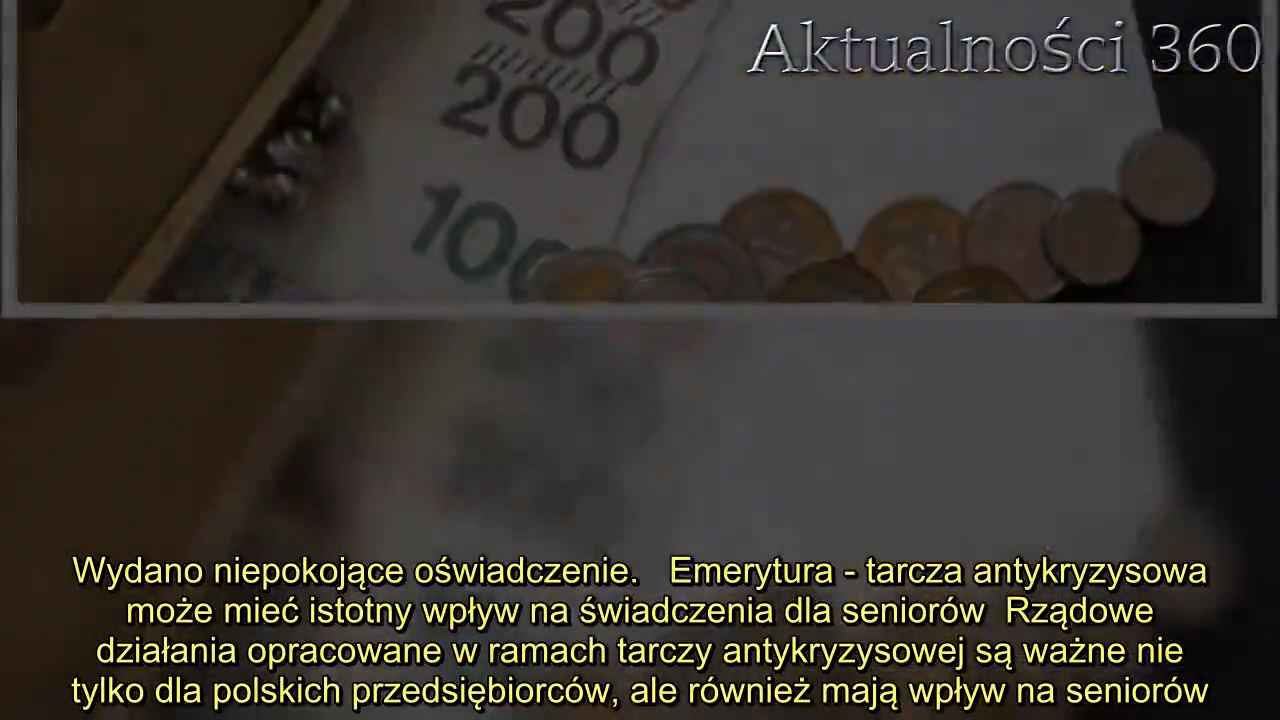 200
Aktualności 360
200
100
Wydano niepokojące oświadczenie.   Emerytura - tarcza antykryzysowa
może mieć istotny wpływ na świadczenia dla seniorów  Rządowe
działania opracowane w ramach tarczy antykryzysowej są ważne nie
tylko dla polskich przedsiębiorców, ale również mają wpływ na seniorów